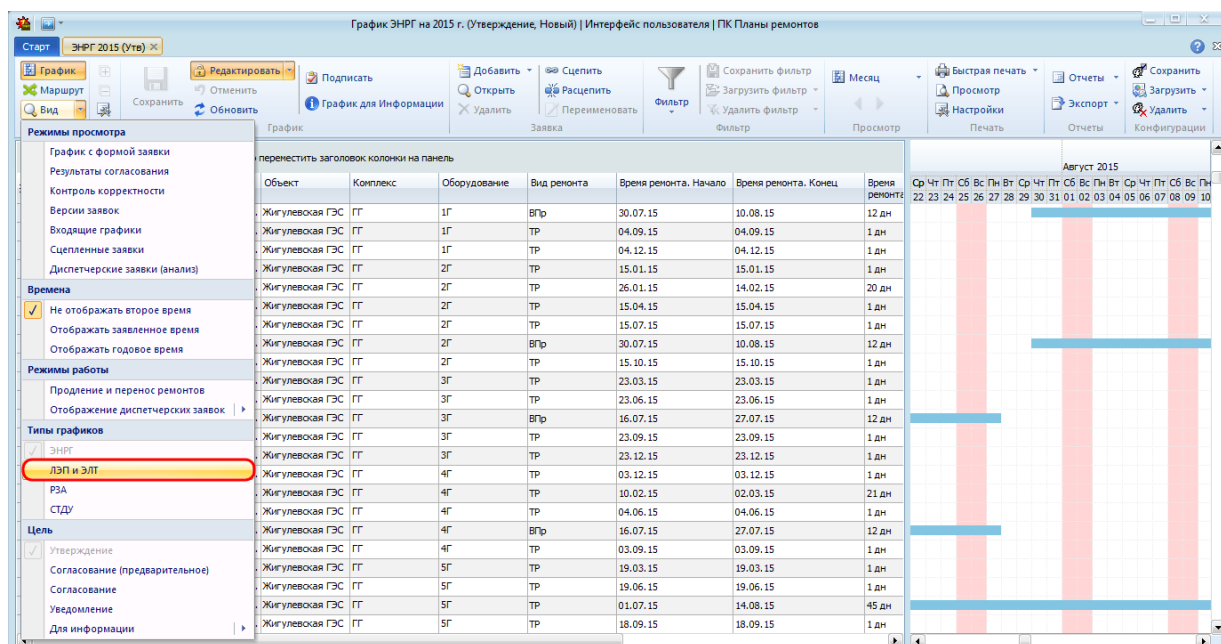 График ЭНРГ на 2015 г. (Утверждение, Новый) | Интерфейс пользователя | ПК Планы ремонтов
Старт ЭНРГ 2015 (Утв)
График Редактировать Подписать Добавить Сцепить Сохранить фильтр Месяц Быстрая печать Отчеты Сохранить
Маршрут Сохранить Отменить Открыть Расцепить Фильтр Загрузить фильтр Просмотр Загрузить
Вид Обновить График для Информации Удалить Переименовать Удалить фильтр Настройки Экспорт Удалить
График Заявка Фильтр Просмотр Печать Отчеты Конфигурации
Режимы просмотра
График с формой заявки
Результаты согласования
Контроль корректности
Версии заявок
Входящие графики
Сцепленные заявки
Диспетчерские заявки (анализ)
Времена
Не отображать второе время
Отображать заявленное время
Отображать годовое время
Режимы работы
Продление и перенос ремонтов
Отображение диспетчерских заявок
Типы графиков
ЭНРГ
ЛЭП и ЭЛТ
РЗА
СТДУ
Цель
Утверждение
Согласование (предварительное)
Согласование
Уведомление
Для информации
переместить заголовок колонки на панель
Август 2015
Объект Комплекс Оборудование Вид ремонта Время ремонта. Начало Время ремонта. Конец Время ремонта
Ср Чт Пт Сб Вс Пн Вт Ср Чт Пт Сб Вс Пн Вт Ср Чт Пт Сб Вс Пн
22 23 24 25 26 27 28 29 30 31 01 02 03 04 05 06 07 08 09 10
Жигулевская ГЭС ГГ 1Г ВПр 30.07.15 10.08.15 12 дн
Жигулевская ГЭС ГГ 1Г ТР 04.09.15 04.09.15 1 дн
Жигулевская ГЭС ГГ 1Г ТР 04.12.15 04.12.15 1 дн
Жигулевская ГЭС ГГ 2Г ТР 15.01.15 15.01.15 1 дн
Жигулевская ГЭС ГГ 2Г ТР 26.01.15 14.02.15 20 дн
Жигулевская ГЭС ГГ 2Г ТР 15.04.15 15.04.15 1 дн
Жигулевская ГЭС ГГ 2Г ТР 15.07.15 15.07.15 1 дн
Жигулевская ГЭС ГГ 2Г ВПр 30.07.15 10.08.15 12 дн
Жигулевская ГЭС ГГ 2Г ТР 15.10.15 15.10.15 1 дн
Жигулевская ГЭС ГГ 3Г ТР 23.03.15 23.03.15 1 дн
Жигулевская ГЭС ГГ 3Г ТР 23.06.15 23.06.15 1 дн
Жигулевская ГЭС ГГ 3Г ВПр 16.07.15 27.07.15 12 дн
Жигулевская ГЭС ГГ 3Г ТР 23.09.15 23.09.15 1 дн
Жигулевская ГЭС ГГ 3Г ТР 23.12.15 23.12.15 1 дн
Жигулевская ГЭС ГГ 4Г ТР 03.12.15 03.12.15 1 дн
Жигулевская ГЭС ГГ 4Г ТР 10.02.15 02.03.15 21 дн
Жигулевская ГЭС ГГ 4Г ТР 04.06.15 04.06.15 1 дн
Жигулевская ГЭС ГГ 4Г ВПр 16.07.15 27.07.15 12 дн
Жигулевская ГЭС ГГ 4Г ТР 03.09.15 03.09.15 1 дн
Жигулевская ГЭС ГГ 5Г ТР 19.03.15 19.03.15 1 дн
Жигулевская ГЭС ГГ 5Г ТР 19.06.15 19.06.15 1 дн
Жигулевская ГЭС ГГ 5Г ТР 01.07.15 14.08.15 45 дн
Жигулевская ГЭС ГГ 5Г ТР 18.09.15 18.09.15 1 дн